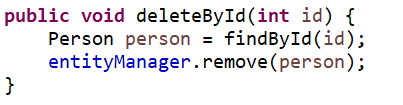 public void deleteById(int id) {
    Person person = findById(id);
    entityManager.remove(person);
}